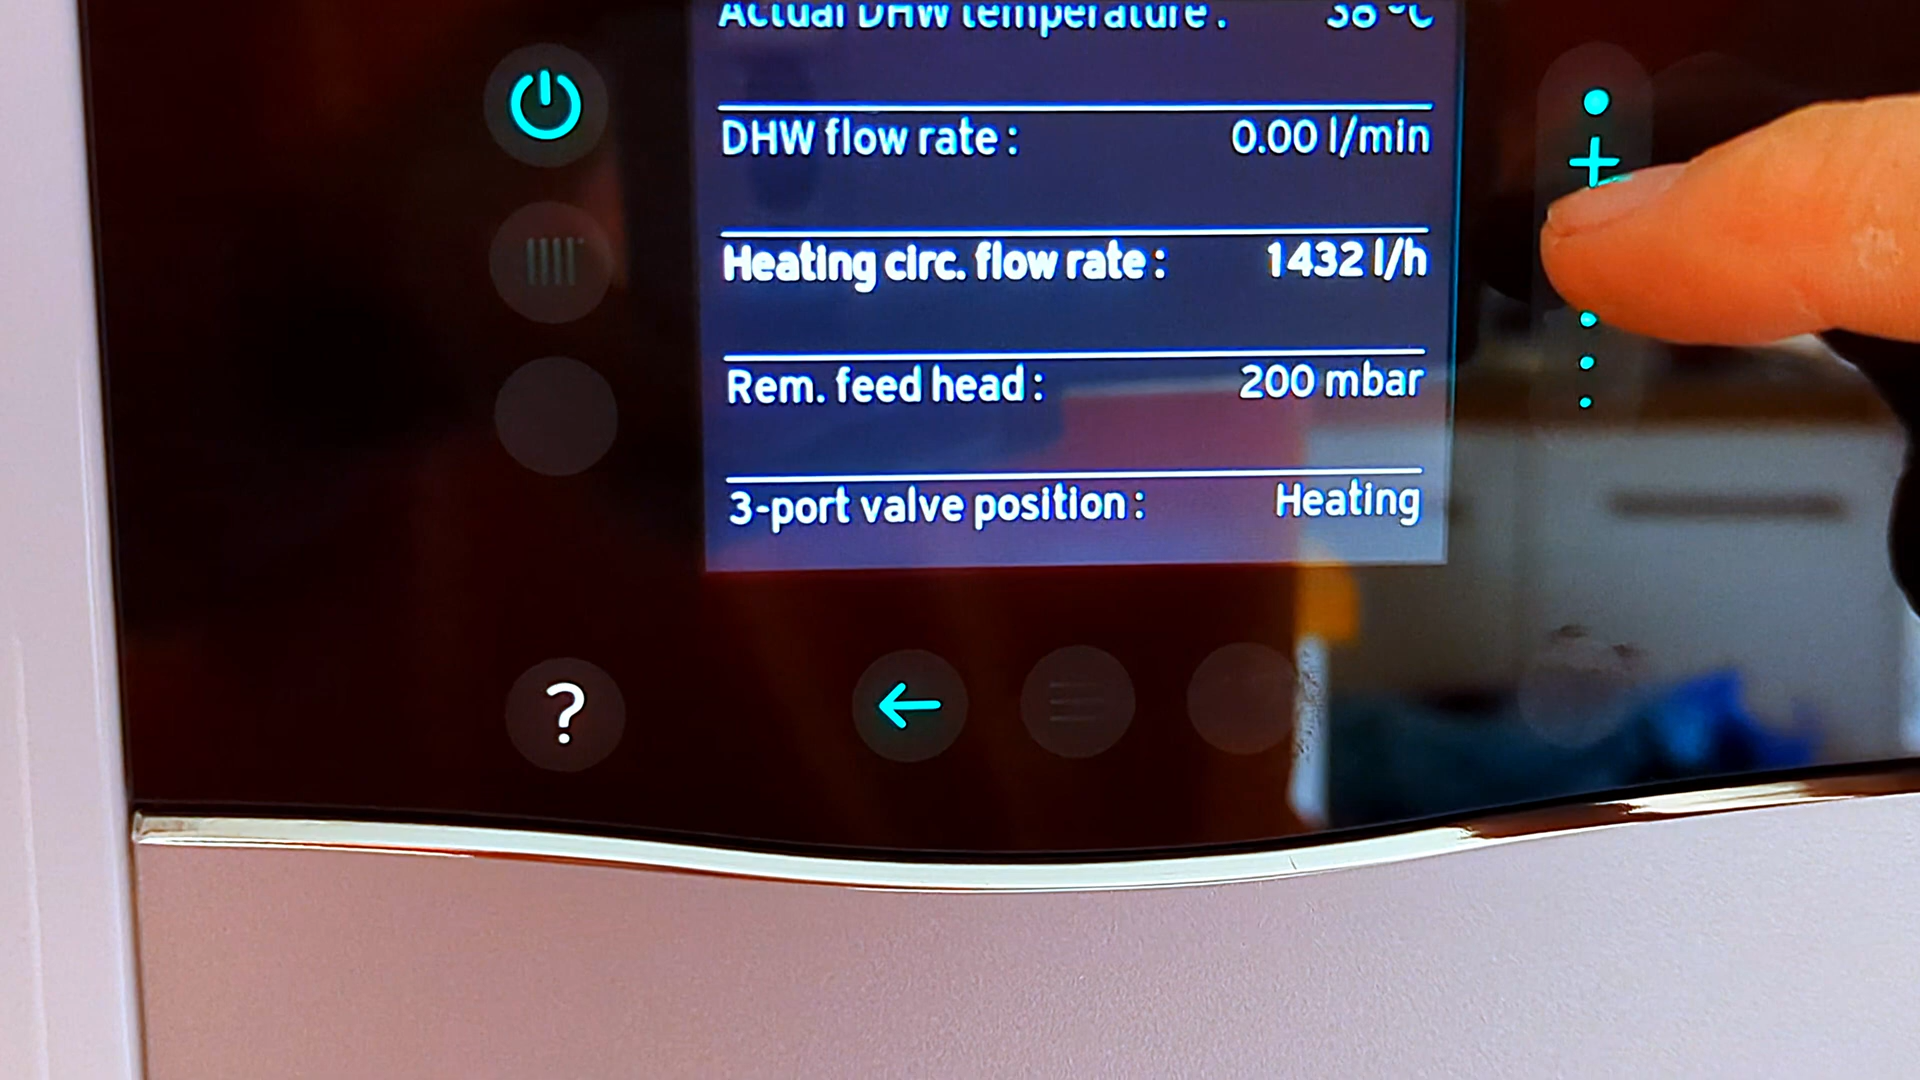 Actual DHW temperature : 38 °C
DHW flow rate : 0.00 l/min
Heating circ. flow rate : 1432 l/h
Rem. feed head : 200 mbar
3-port valve position : Heating
?